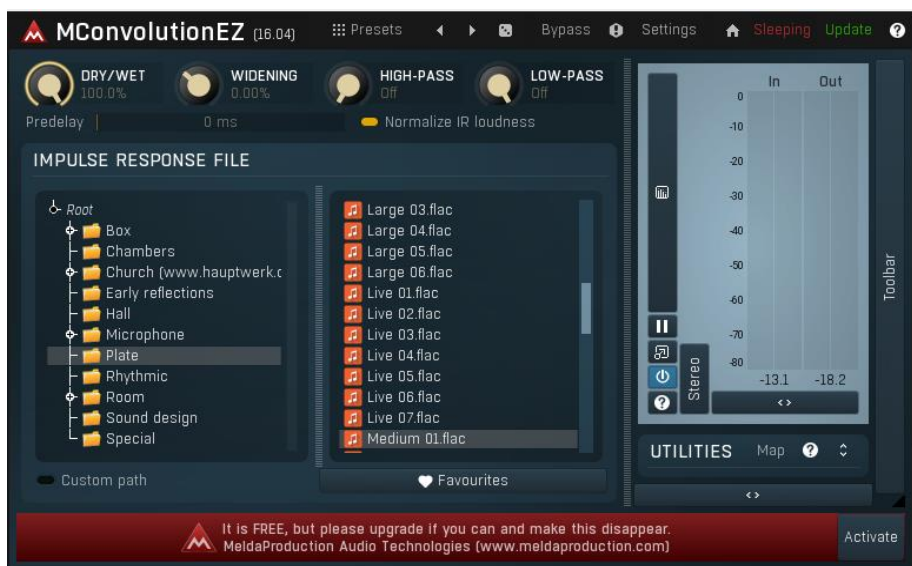 MConvolutionEZ (16.04)
Presets
Bypass
Settings
Sleeping
Update
?
DRY/WET
100.0%
WIDENING
0.00%
HIGH-PASS
Off
LOW-PASS
Off
Predelay
0 ms
Normalize IR loudness
IMPULSE RESPONSE FILE
Root
Box
Chambers
Church (www.hauptwerk.c
Early reflections
Hall
Microphone
Plate
Rhythmic
Room
Sound design
Special
Large 03.flac
Large 04.flac
Large 05.flac
Large 06.flac
Live 01.flac
Live 02.flac
Live 03.flac
Live 04.flac
Live 05.flac
Live 06.flac
Live 07.flac
Medium 01.flac
Custom path
Favourites
In Out
0
-10
-20
-30
-40
-50
-60
-70
-80
-13.1 -18.2
Stereo
?
<>
UTILITIES
Map
?
<>
Toolbar
It is FREE, but please upgrade if you can and make this disappear.
MeldaProduction Audio Technologies (www.meldaproduction.com)
Activate